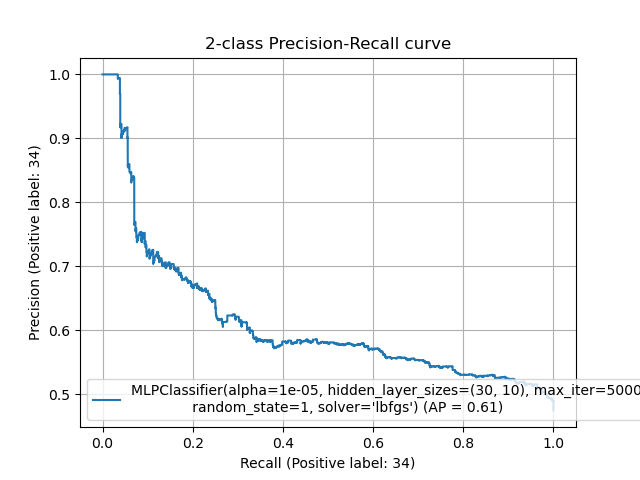 2-class Precision-Recall curve
1.0
0.9
0.8
0.7
0.6
0.5
Precision (Positive label: 34)
MLPClassifier(alpha=1e-05, hidden_layer_sizes=(30, 10), max_iter=5000
random_state=1, solver='lbfgs') (AP = 0.61)
0.0 0.2 0.4 0.6 0.8 1.0
Recall (Positive label: 34)